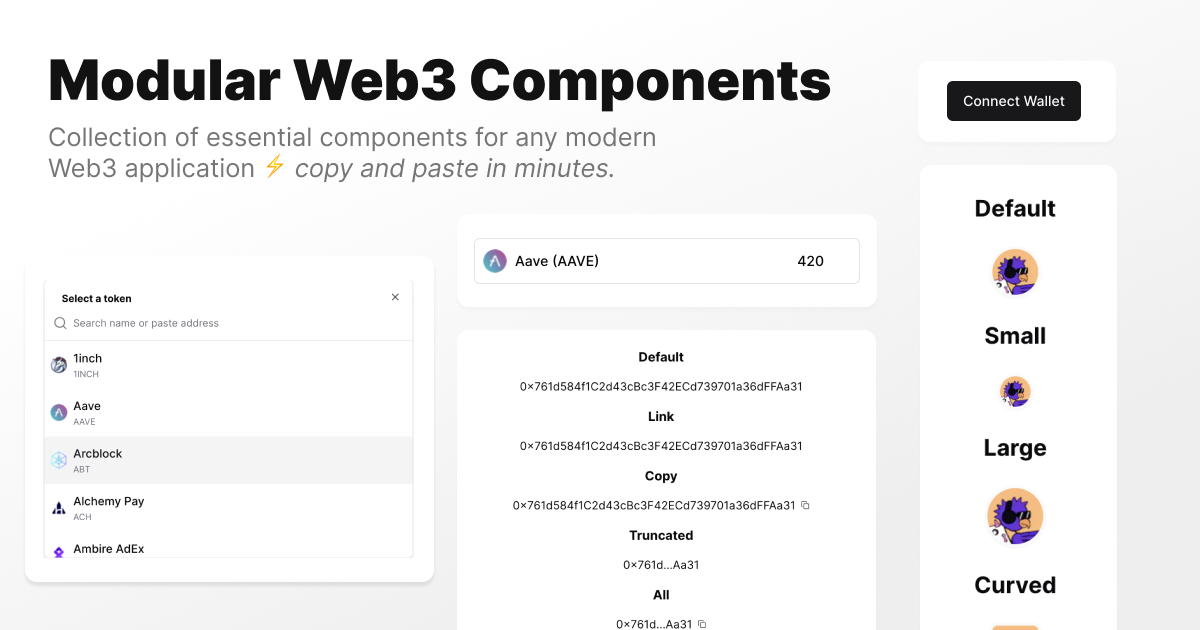 Modular Web3 Components
Collection of essential components for any modern
Web3 application ⚡ copy and paste in minutes.
Select a token
Search name or paste address
1inch
1INCH
Aave
AAVE
Arcblock
ABT
Alchemy Pay
ACH
Ambire AdEx
Aave (AAVE) 420
Default
0×761d584f1C2d43cBc3F42ECd739701a36dFFAa31
Link
0×761d584f1C2d43cBc3F42ECd739701a36dFFAa31
Copy
0×761d584f1C2d43cBc3F42ECd739701a36dFFAa31
Truncated
0×761d...Aa31
All
0×761d...Aa31
Connect Wallet
Default
Small
Large
Curved